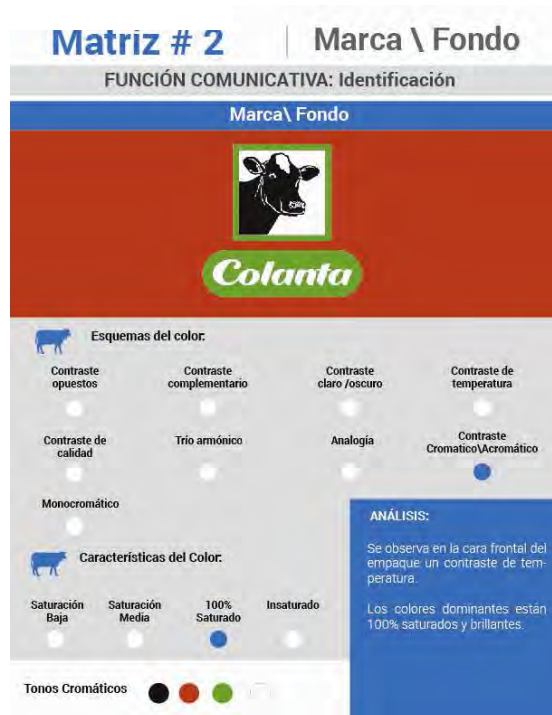 Matriz # 2 | Marca \ Fondo
FUNCIÓN COMUNICATIVA: Identificación
Marca\ Fondo
Colanta
Esquemas del color:
Contraste opuestos
Contraste complementario
Contraste claro /oscuro
Contraste de temperatura
Contraste de calidad
Trío armónico
Analogía
Contraste Cromatico\Acromático
Monocromático
ANÁLISIS:
Se observa en la cara frontal del
empaque un contraste de tem-
peratura.
Los colores dominantes están
100% saturados y brillantes.
Características del Color:
Saturación Baja
Saturación Media
100% Saturado
Insaturado
Tonos Cromáticos